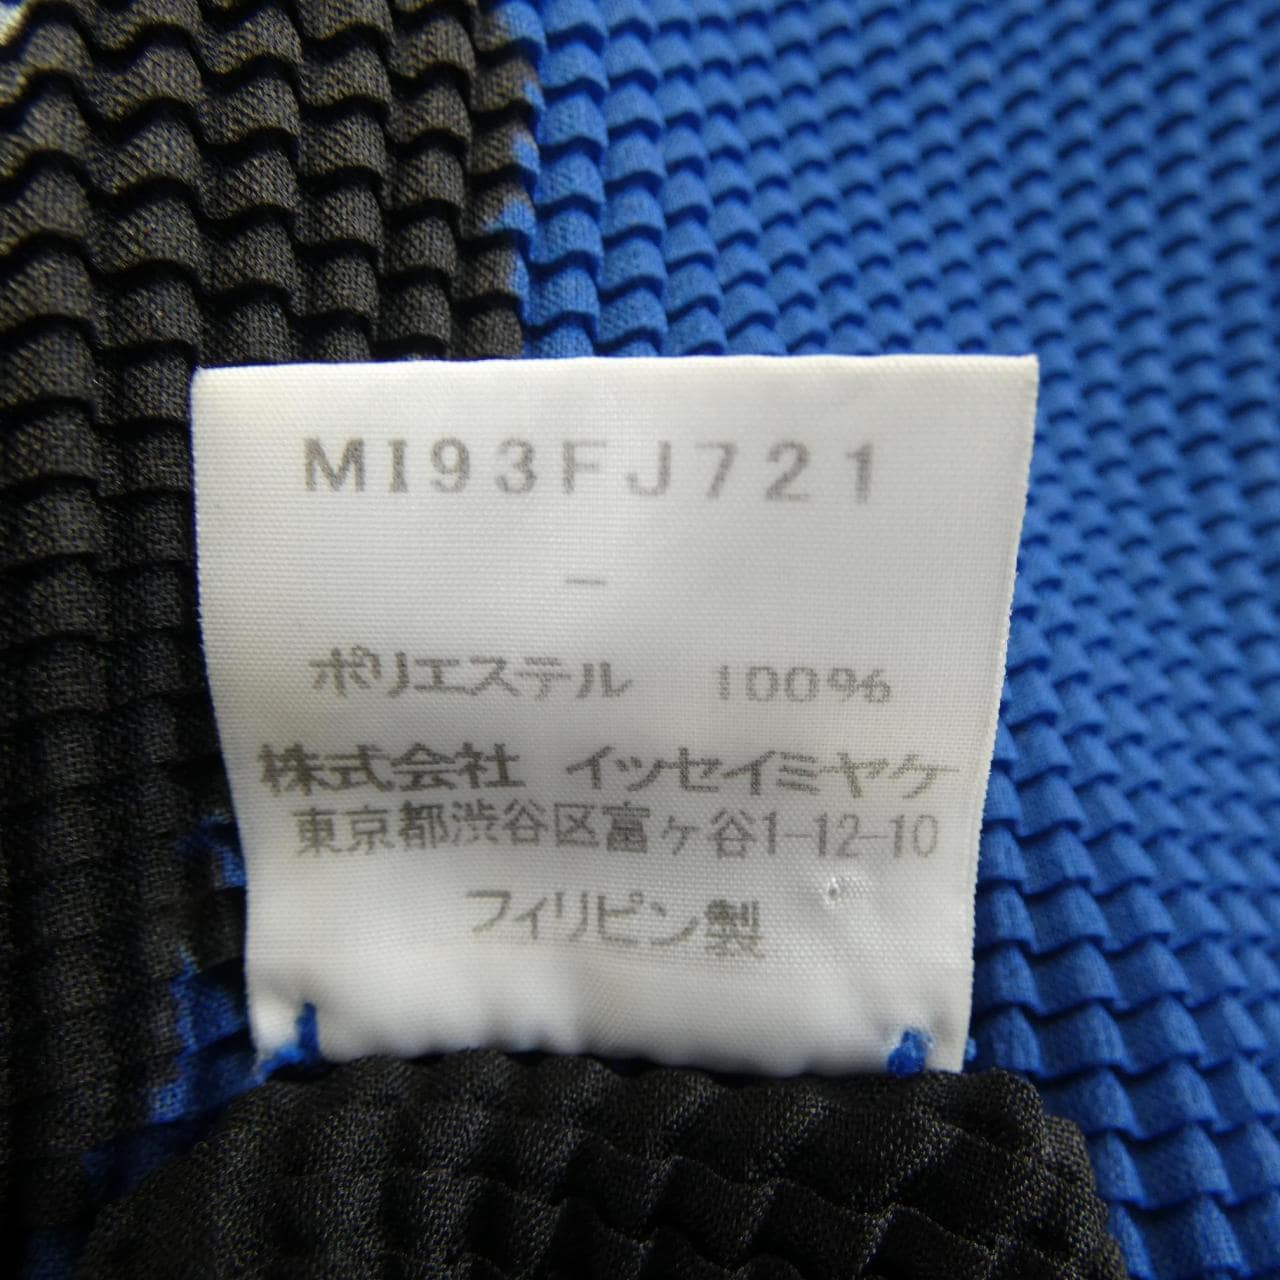 MI93FJ721
－
ポリエステル 100%
株式会社 イッセイミヤケ
東京都渋谷区富ヶ谷1-12-10
フィリピン製